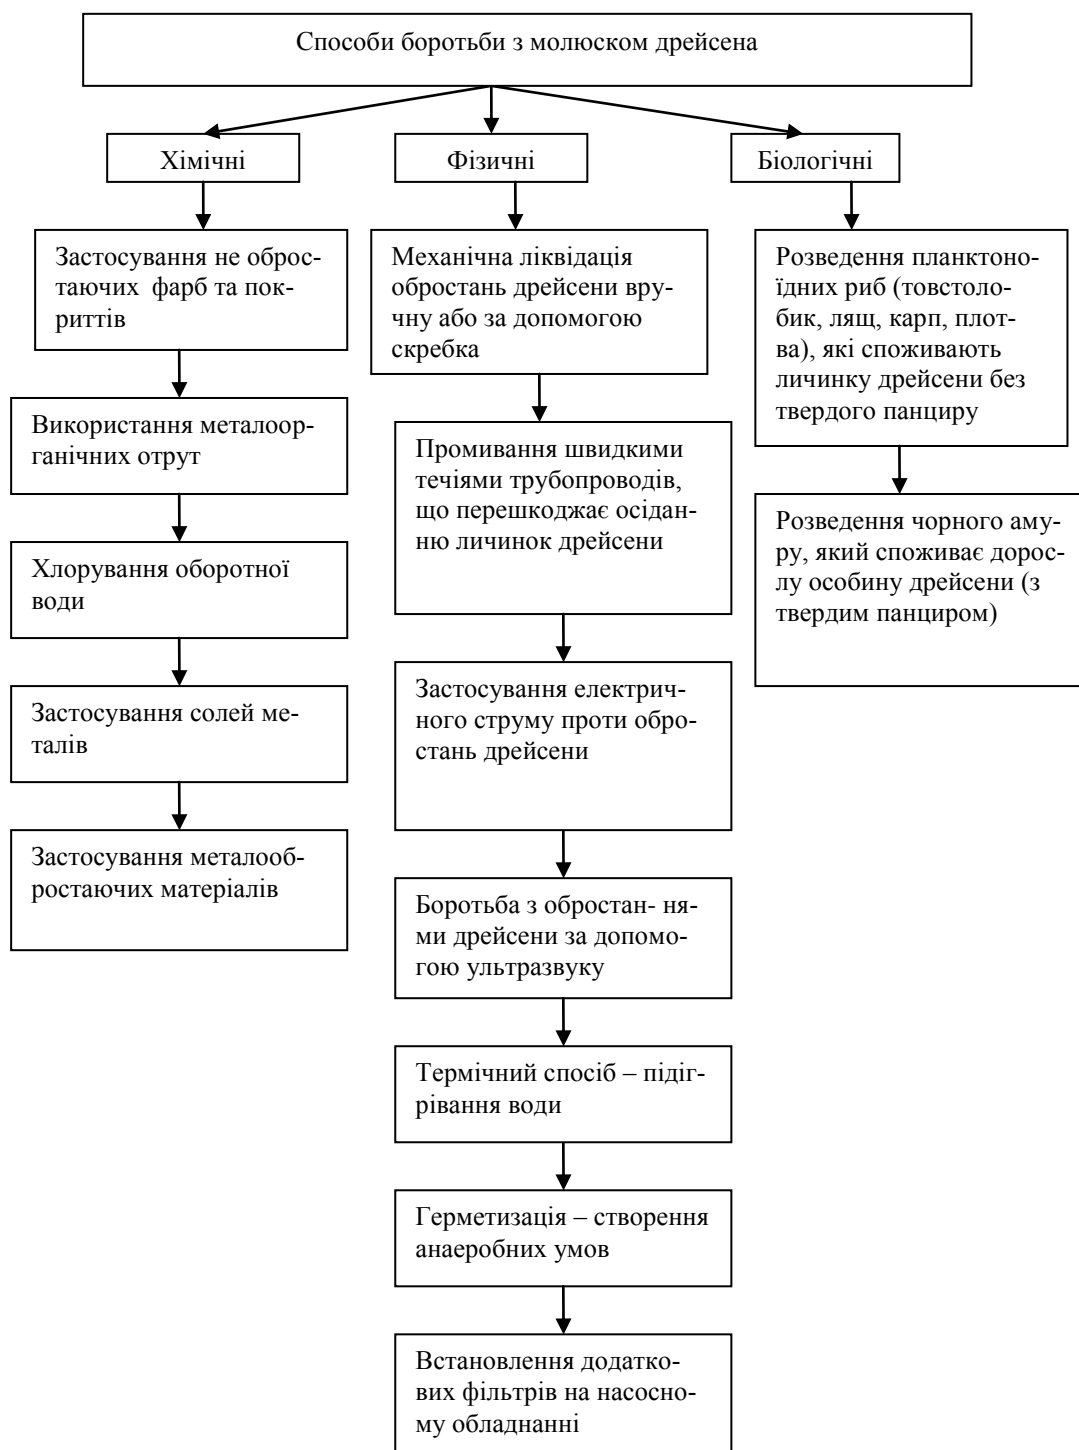 Способи боротьби з молюском дрейсена
Хімічні
Фізичні
Біологічні
Застосування не оброс-
таючих фарб та пок-
риттів
Використання металоор-
ганічних отрут
Хлорування оборотної
води
Застосування солей ме-
талів
Застосування металооб-
ростаючих матеріалів
Механічна ліквідація
обростань дрейсени вру-
чну або за допомогою
скребка
Промивання швидкими
течіями трубопроводів,
що перешкоджає осідан-
ню личинок дрейсени
Застосування електрич-
ного струму проти обро-
стань дрейсени
Боротьба з обростан- ня-
ми дрейсени за допомо-
гою ультразвуку
Термічний спосіб – підіг-
рівання води
Герметизація – створення
анаеробних умов
Встановлення додатко-
вих фільтрів на насосно-
му обладнанні
Розведення планктоно-
їдних риб (товстоло-
бик, лящ, карп, плот-
ва), які споживають
личинку дрейсени без
твердого панциру
Розведення чорного аму-
ру, який споживає дорос-
лу особину дрейсени (з
твердим панциром)